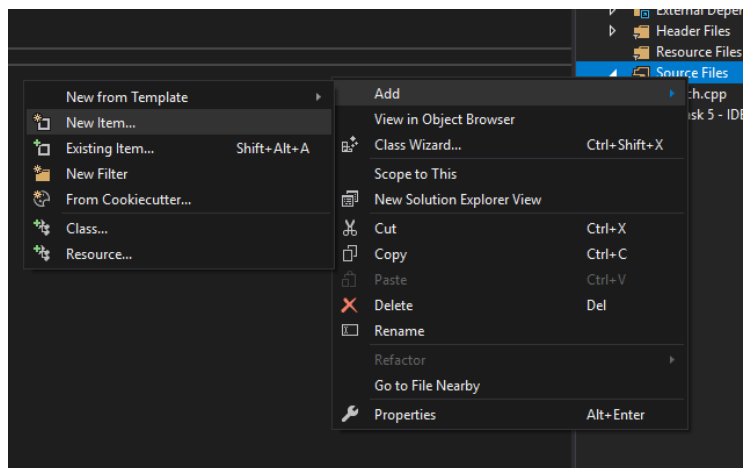 External Depen
Header Files
Resource Files
Source Files
ch.cpp
sk 5 - IDE
Add
View in Object Browser
Class Wizard... Ctrl+Shift+X
Scope to This
New Solution Explorer View
Cut Ctrl+X
Copy Ctrl+C
Paste Ctrl+V
Delete Del
Rename
Refactor
Go to File Nearby
Properties Alt+Enter
New from Template
New Item...
Existing Item... Shift+Alt+A
New Filter
From Cookiecutter...
Class...
Resource...